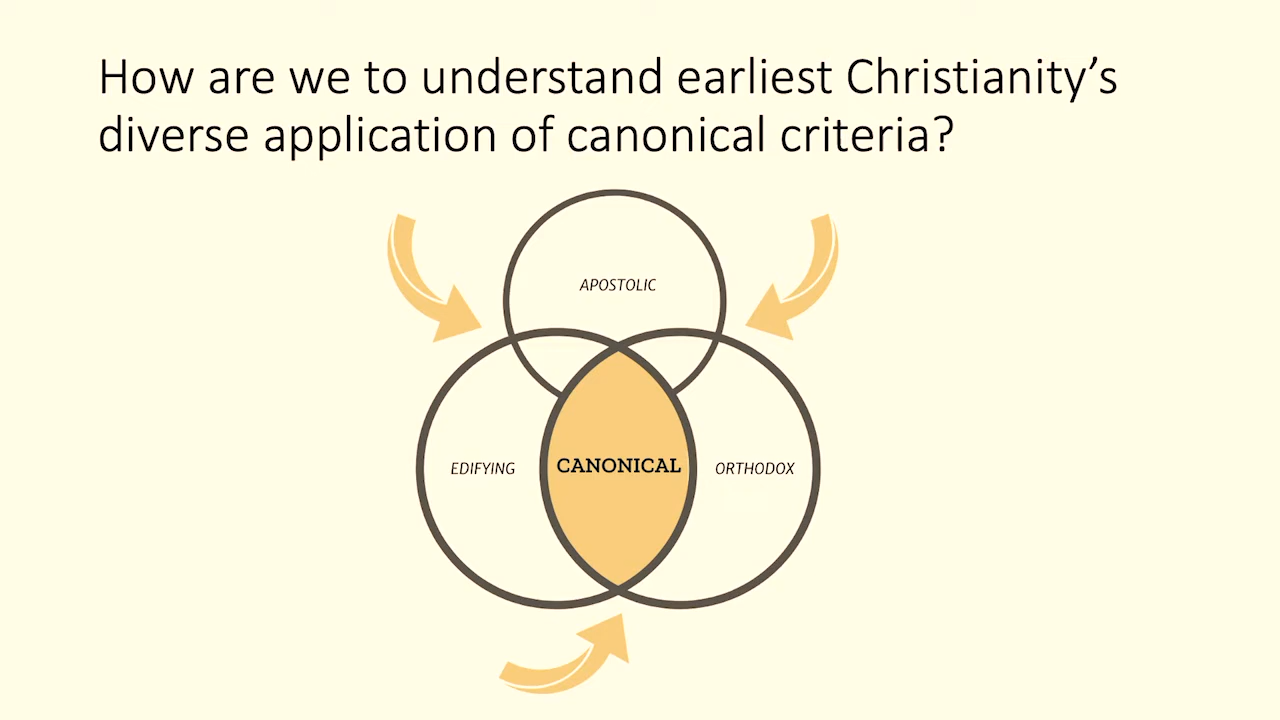 How are we to understand earliest Christianity’s
diverse application of canonical criteria?
APOSTOLIC
EDIFYING
CANONICAL
ORTHODOX